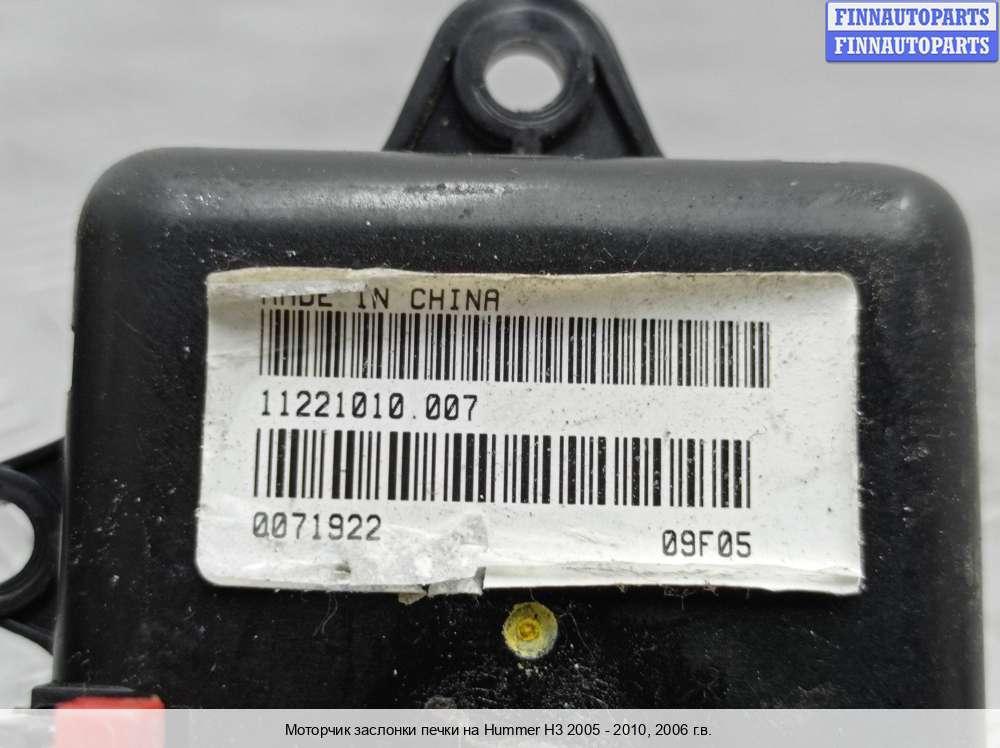 FINNAUTOPARTS
FINNAUTOPARTS
MADE IN CHINA
11221010.007
0071922
09F05
Моторчик заслонки печки на Hummer H3 2005 - 2010, 2006 г.в.